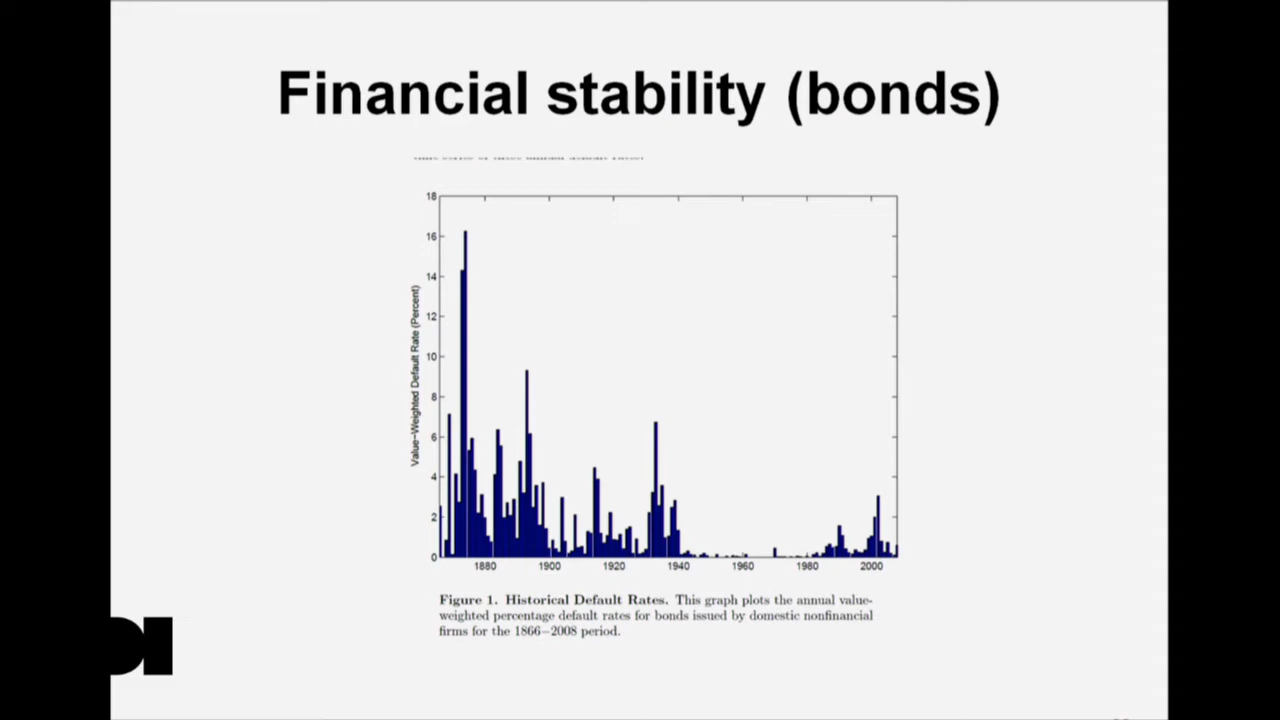 Financial stability (bonds)
18
16
14
12
10
8
6
4
2
0
Value-Weighted Default Rate (Percent)
1880 1900 1920 1940 1960 1980 2000
Figure 1. Historical Default Rates. This graph plots the annual value-
weighted percentage default rates for bonds issued by domestic nonfinancial
firms for the 1866−2008 period.